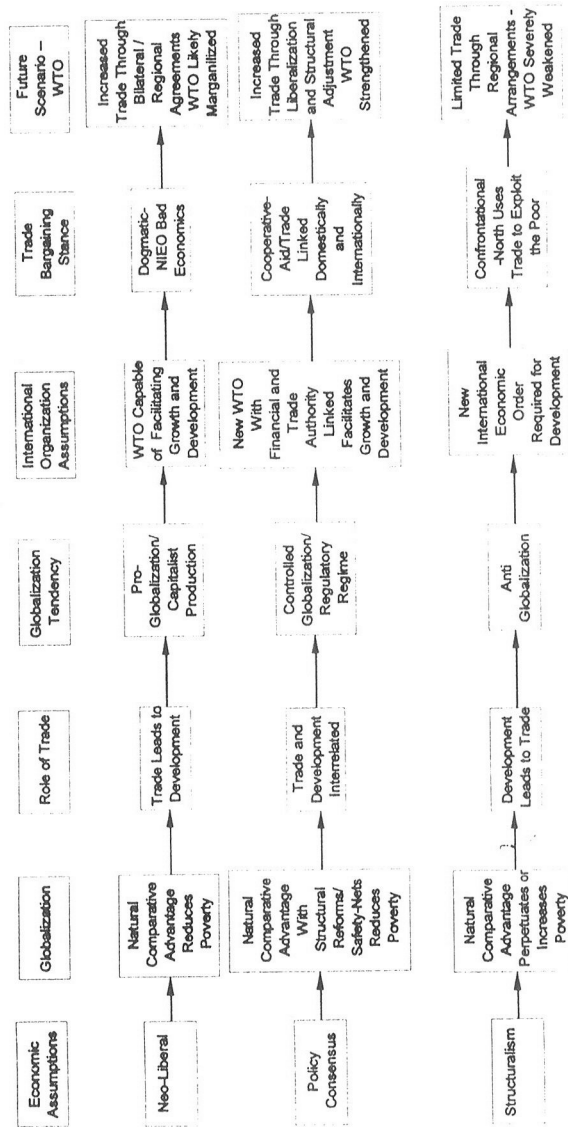 Economic
Assumptions
Globalization
Role of Trade
Globalization
Tendency
International
Organization
Assumptions
Trade
Bargaining
Stance
Future
Scenario –
WTO
Neo-Liberal
Natural
Comparative
Advantage
Reduces
Poverty
Trade Leads to
Development
Pro-
Globalization/
Capitalist
Production
WTO Capable
of Facilitating
Growth and
Development
Dogmatic-
NIEO Bad
Economics
Increased
Trade Through
Bilateral /
Regional
Agreements
WTO Likely
Marganilized
Policy
Consensus
Natural
Comparative
Advantage
With
Structural
Reforms/
Safety-Nets
Reduces
Poverty
Trade and
Development
Interrelated
Controlled
Globalization/
Regulatory
Regime
New WTO
With
Financial and
Trade
Authority
Linked
Facilitates
Growth and
Development
Cooperative-
Aid/Trade
Linked
Domestically
and
Internationally
Increased
Trade Through
Liberalization
and Structural
Adjustment
WTO
Strengthened
Structuralism
Natural
Comparative
Advantage
Perpetuates or
Increases
Poverty
Development
Leads to Trade
Anti
Globalization
New
International
Economic
Order
Required for
Development
Confrontational
-North Uses
Trade to Exploit
the Poor
Limited Trade
Through
Regional
Arrangements -
WTO Severely
Weakened